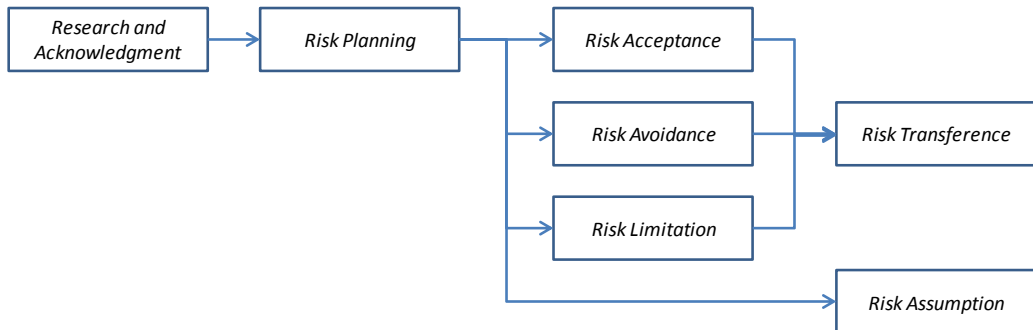 Research and
Acknowledgment
Risk Planning
Risk Acceptance
Risk Avoidance
Risk Transference
Risk Limitation
Risk Assumption